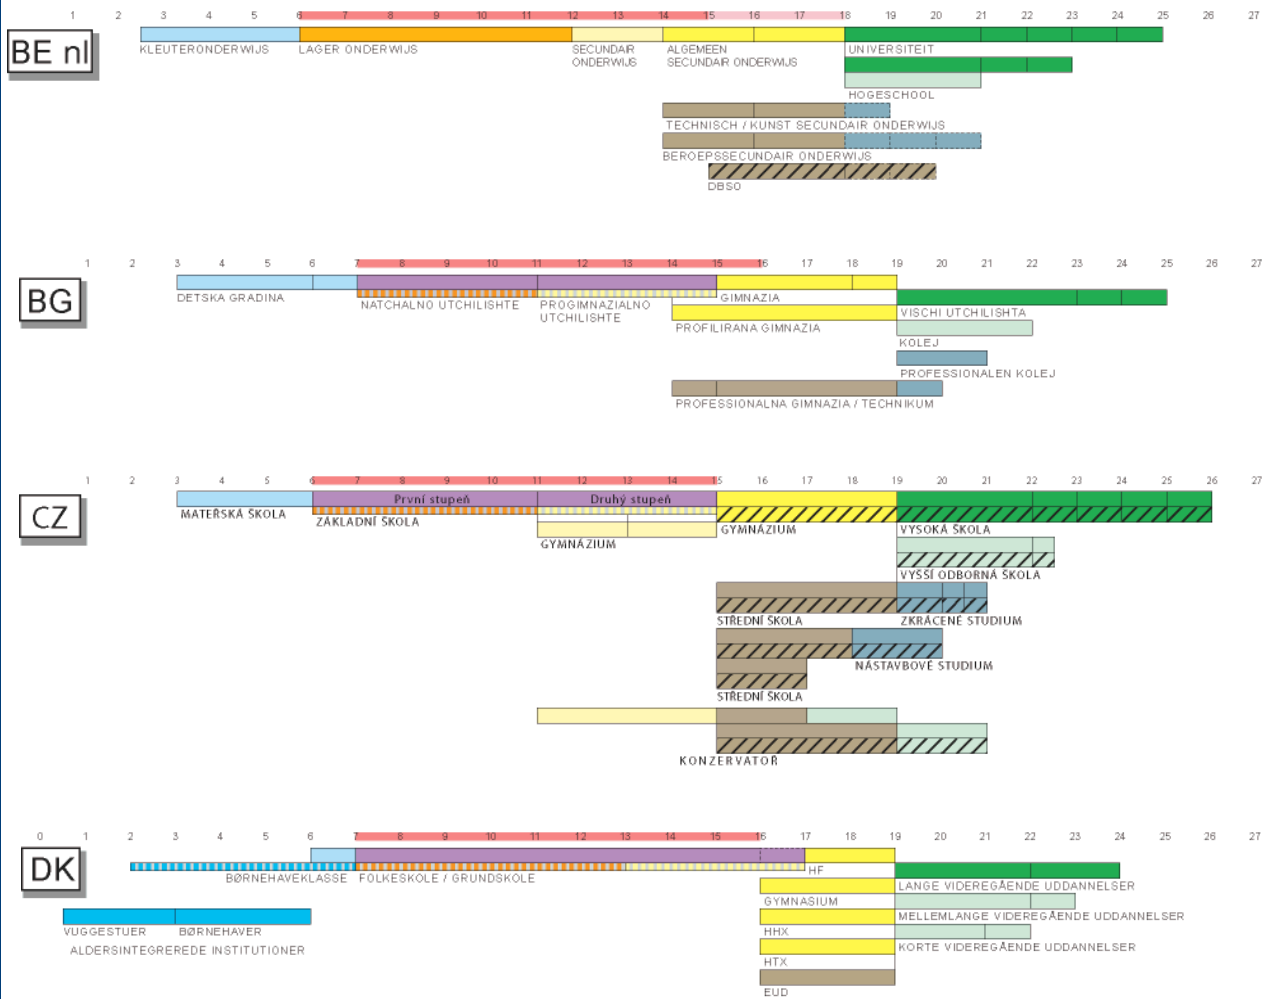 1 2 3 4 5 6 7 8 9 10 11 12 13 14 15 16 17 18 19 20 21 22 23 24 25 26 27
BE nl
KLEUTERONDERWIJS LAGER ONDERWIJS SECUNDAIR ALGEMEEN UNIVERSITEIT
ONDERWIJS SECUNDAIR ONDERWIJS
HOGESCHOOL
TECHNISCH / KUNST SECUNDAIR ONDERWIJS
BEROEPSSECUNDAIR ONDERWIJS
DBSO
1 2 3 4 5 6 7 8 9 10 11 12 13 14 15 16 17 18 19 20 21 22 23 24 25 26 27
BG
DETSKA GRADINA NATCHALNO UTCHILISHTE PROGIMNAZIALNO GIMNAZIA
UTCHILISHTE VISCHI UTCHILISHTA
PROFILIRANA GIMNAZIA
KOLEJ
PROFESSIONALEN KOLEJ
PROFESSIONALNA GIMNAZIA / TECHNIKUM
1 2 3 4 5 6 7 8 9 10 11 12 13 14 15 16 17 18 19 20 21 22 23 24 25 26 27
CZ
První stupeň Druhý stupeň
MATEŘSKÁ ŠKOLA ZÁKLADNÍ ŠKOLA GYMNÁZIUM VYSOKÁ ŠKOLA
GYMNÁZIUM
VYŠŠÍ ODBORNÁ ŠKOLA
STŘEDNÍ ŠKOLA ZKRÁCENÉ STUDIUM
NÁSTAVBOVÉ STUDIUM
STŘEDNÍ ŠKOLA
KONZERVATOŘ
0 1 2 3 4 5 6 7 8 9 10 11 12 13 14 15 16 17 18 19 20 21 22 23 24 25 26 27
DK
HF
BØRNEHAVEKLASSE FOLKESKOLE / GRUNDSKOLE
LANGE VIDEREGÅENDE UDDANNELSER
GYMNASIUM
MELLEMLANGE VIDEREGÅENDE UDDANNELSER
VUGGESTUER BØRNEHAVER HHX
KORTE VIDEREGÅENDE UDDANNELSER
ALDERSINTEGREREDE INSTITUTIONER
HTX
EUD